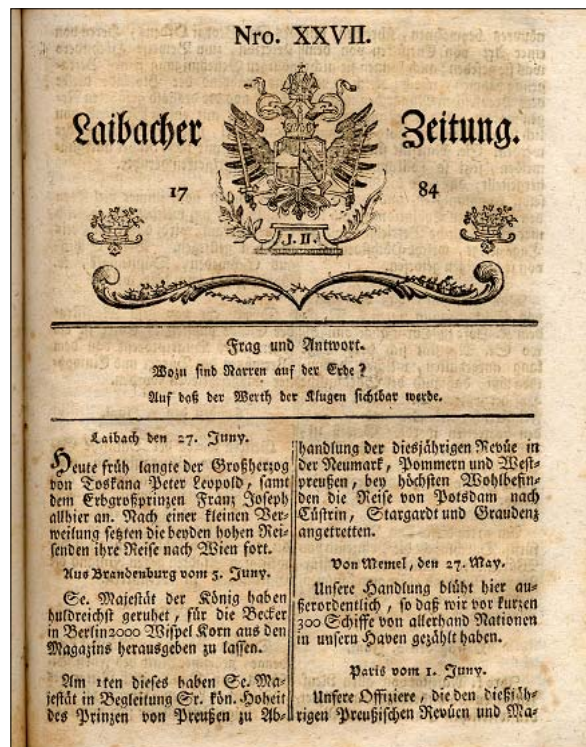 Nro. XXVII.
Laibacher Zeitung.
17 84
J. II.
Frag und Antwort.
Wozu sind Narren auf der Erde?
Auf daß der Werth der Klugen sichtbar werde.
Laibach den 27. Juny.
Heute früh langte der Großherzog
von Toskana Peter Leopold, samt
dem Erbgroßprinzen Franz Joseph
allhier an. Nach einer kleinen Ver-
weilung setzten die beyden hohen Rei-
senden ihre Reise nach Wien fort.
Aus Brandenburg vom 5. Juny.
Se. Majestät der König haben
huldreichst geruhet, für die Becker
in Berlin 2000 Wispel Korn aus den
Magazins herausgeben zu lassen.
Am 1ten dieses haben Se. Ma-
jestät in Begleitung Sr. kön. Hoheit
des Prinzen von Preußen zu Ab-
handlung der diesjährigen Revüe in
der Neumark, Pommern und West-
preußen, bey höchsten Wohlbefin-
den die Reise von Potsdam nach
Cüstrin, Stargardt und Graudenz
angetretten.
Von Memel, den 27. May.
Unsere Handlung blüht hier au-
ßerordentlich, so daß wir vor kurzen
300 Schiffe von allerhand Nationen
in unsern Haven gezählt haben.
Paris vom 1. Juny.
Unsere Offiziere, die den dießjäh-
rigen Preußischen Revüen und Ma-